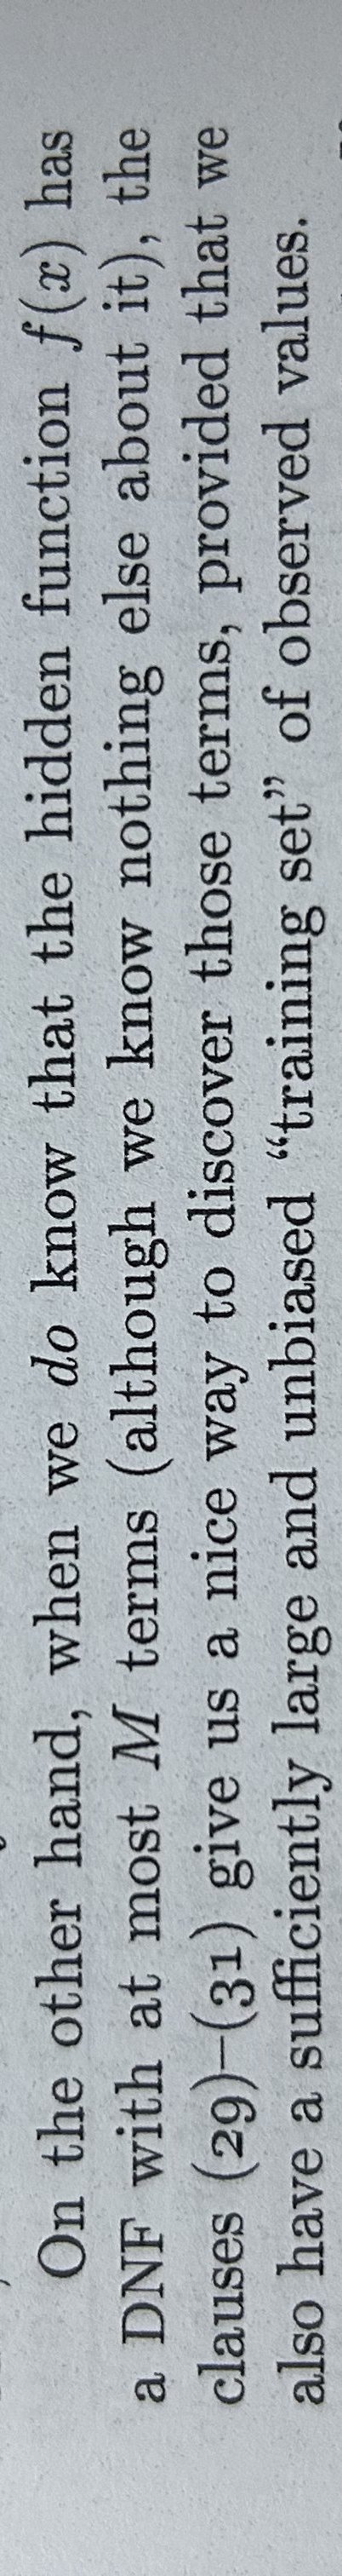 On the other hand, when we do know that the hidden function f(x) has
a DNF with at most M terms (although we know nothing else about it), the
clauses (29)–(31) give us a nice way to discover those terms, provided that we
also have a sufficiently large and unbiased “training set” of observed values.